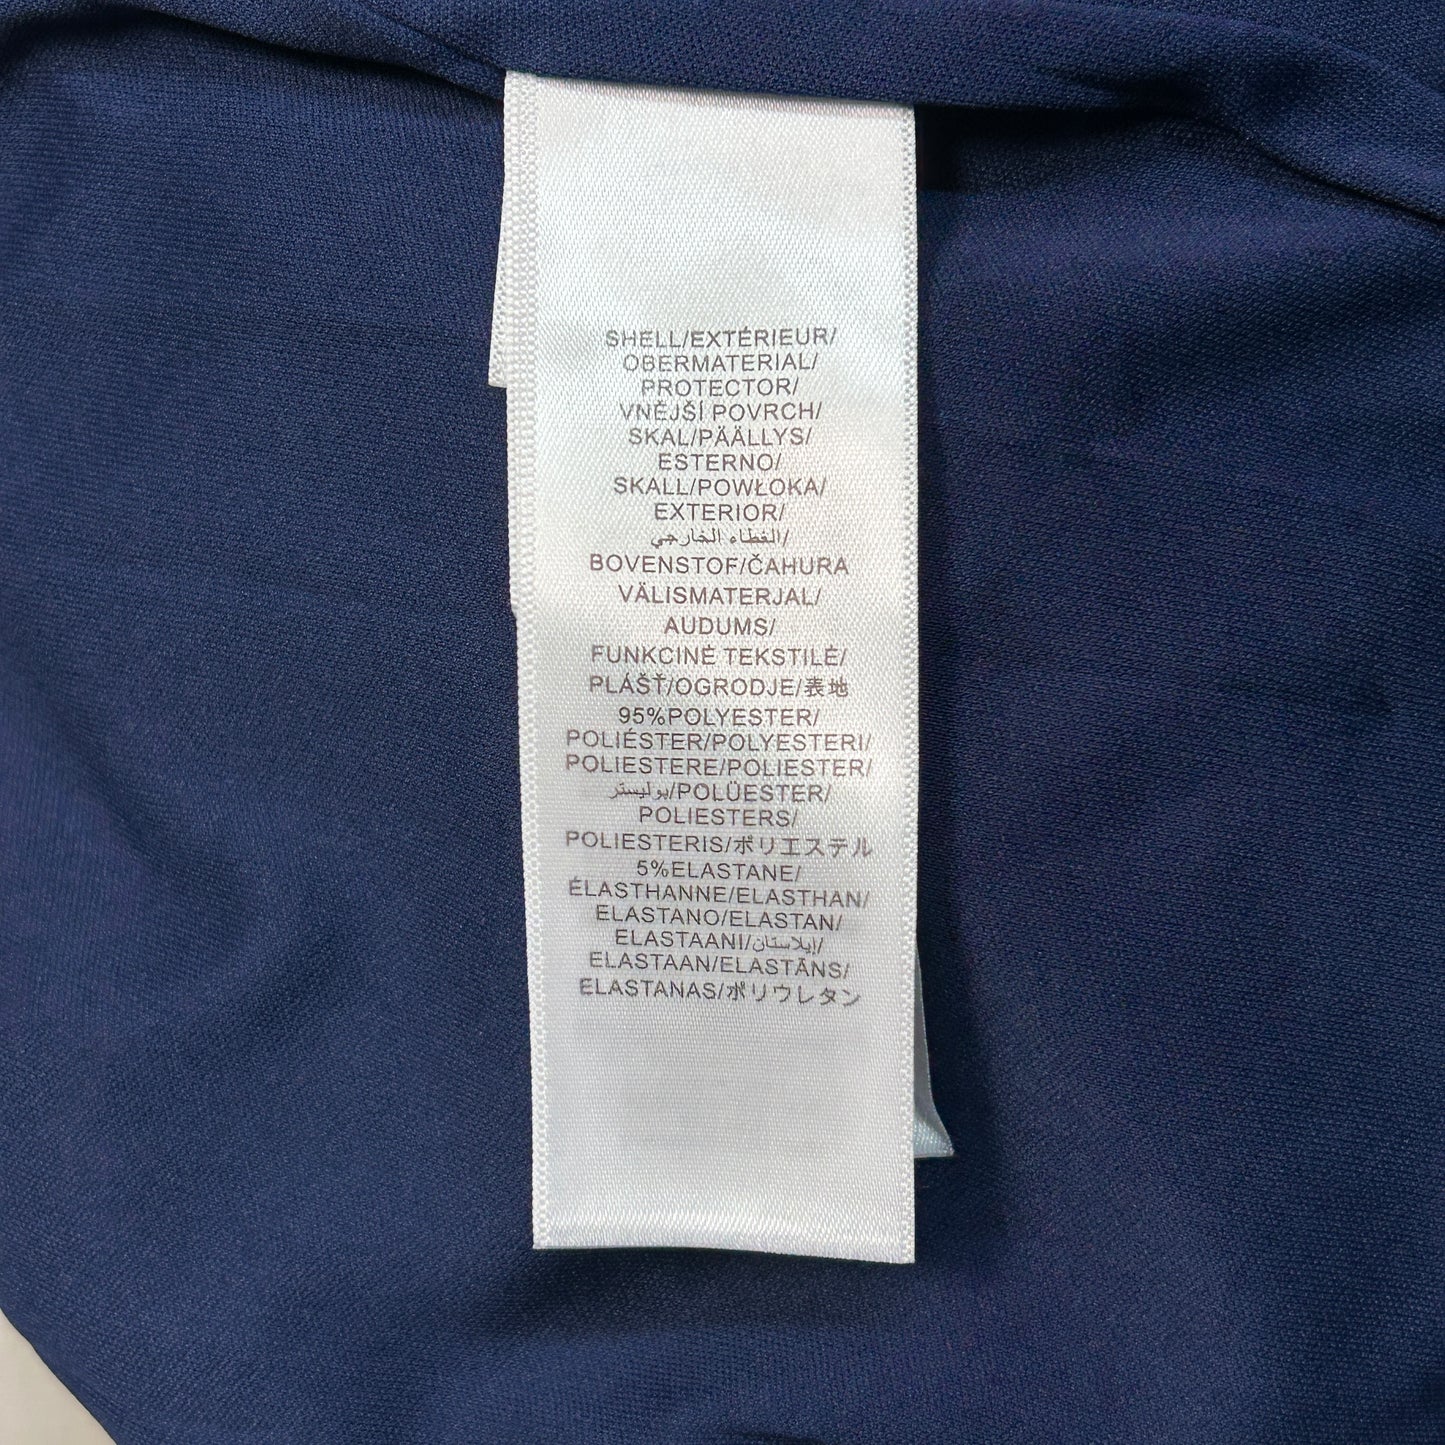 SHELL/EXTÉRIEUR/
OBERMATERIAL/
PROTECTOR/
VNĚJŠÍ POVRCH/
SKAL/PÄÄLLYS/
ESTERNO/
SKALL/POWŁOKA/
EXTERIOR/
الغطاء الخارجي/
BOVENSTOF/ČAHURA
VÄLISMATERJAL/
AUDUMS/
FUNKCINĖ TEKSTILĖ/
PLÁŠŤ/OGRODJE/表地
95%POLYESTER/
POLIÉSTER/POLYESTERI/
POLIESTERE/POLIESTER/
بوليستر/POLÜESTER/
POLIESTERS/
POLIESTERIS/ポリエステル
5%ELASTANE/
ÉLASTHANNE/ELASTHAN/
ELASTANO/ELASTAN/
ELASTAANI/إيلاستان/
ELASTAAN/ELASTĀNS/
ELASTANAS/ポリウレタン